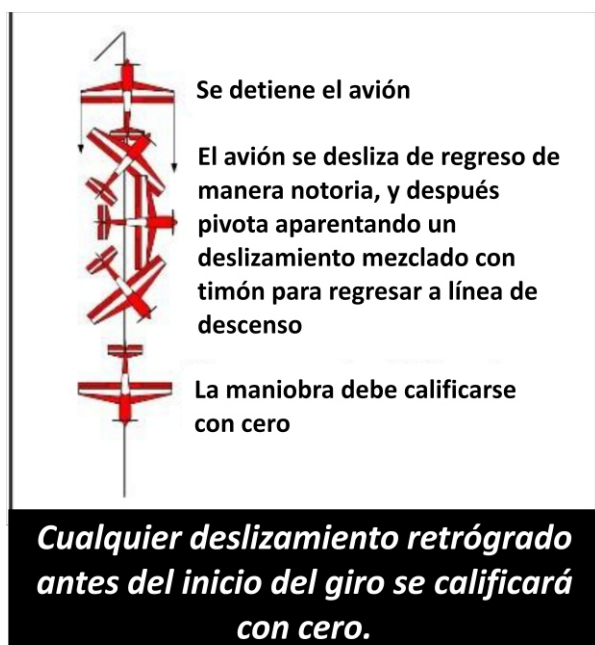 Se detiene el avión
El avión se desliza de regreso de
manera notoria, y después
pivota aparentando un
deslizamiento mezclado con
timón para regresar a línea de
descenso
La maniobra debe calificarse
con cero
Cualquier deslizamiento retrógrado
antes del inicio del giro se calificará
con cero.